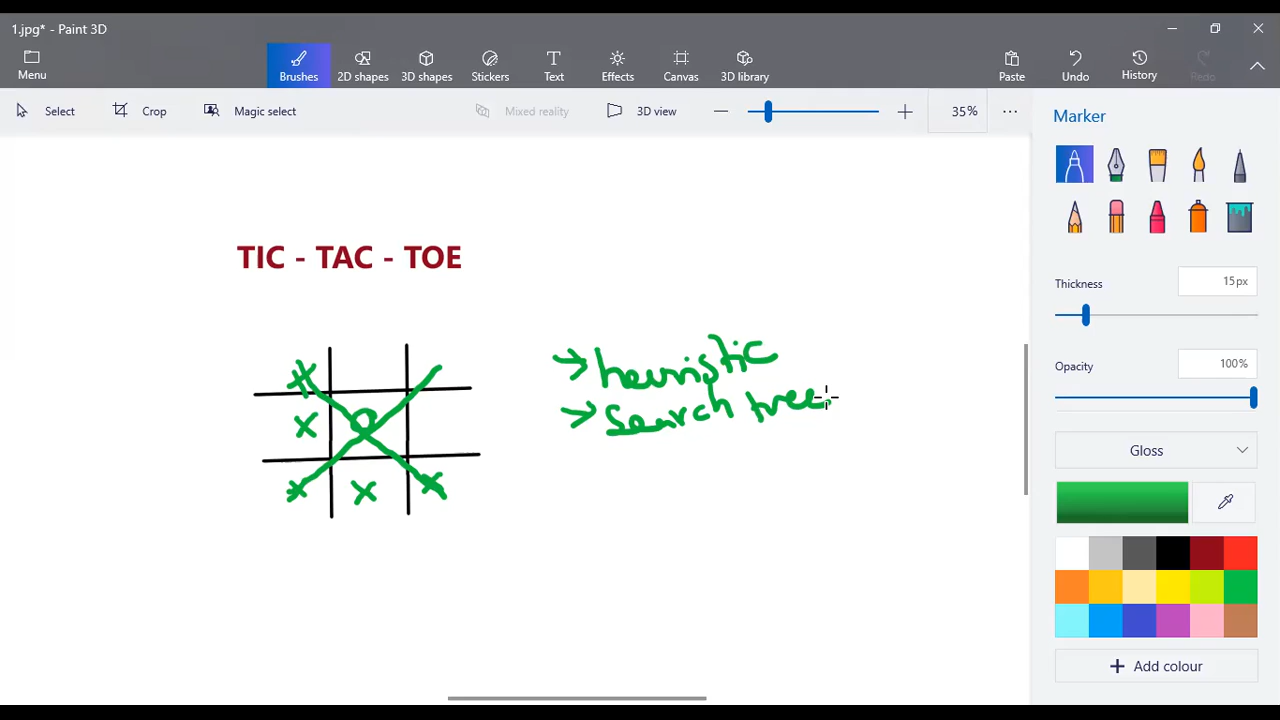 1.jpg* - Paint 3D
Menu
Brushes
2D shapes
3D shapes
Stickers
Text
Effects
Canvas
3D library
Paste
Undo
History
Redo
Select
Crop
Magic select
Mixed reality
3D view
35%
Marker
TIC - TAC - TOE
Thickness
15px
Opacity
100%
Gloss
Add colour
→ heuristic
→ Search tree
X
X X X